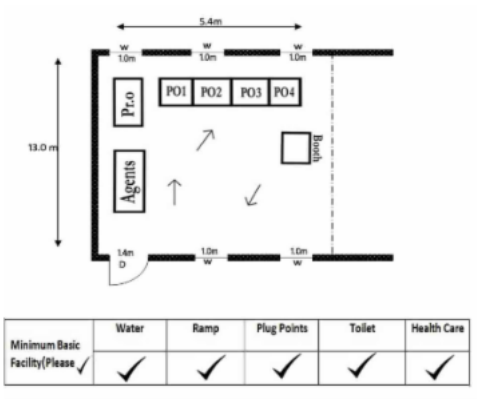 5.4m
W W W
1.0m 1.0m 1.0m
Pr.o PO1 PO2 PO3 PO4
13.0 m
Booth
Agents
1.4m 1.0m 1.0m
D W W
Water Ramp Plug Points Toilet Health Care
Minimum Basic
Facility(Please ✓ ✓ ✓ ✓ ✓ ✓